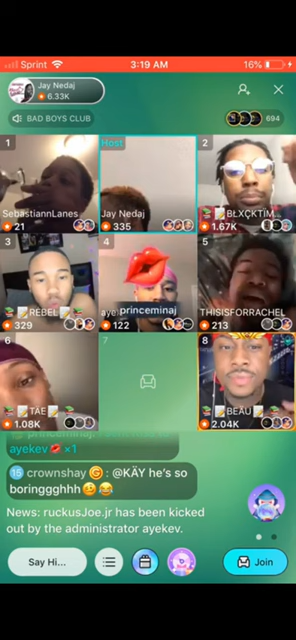 Sprint 3:19 AM 16%
Jay Nedaj
6.33K
BAD BOYS CLUB 694
1 Host 2
SebastiannLanes Jay Nedaj BLXÇKTIM...
21 335 1.67K
3 4 5
REBEL aye princeminaj THISISFORRACHEL
329 122 213
6 7 8
TAE BEAU
1.08K 2.04K
princeminaj:
ayekev ×1
15 crownshay G : @KÄY he's so
boringgghhh
News: ruckusJoe.jr has been kicked
out by the administrator ayekev.
Say Hi... Join